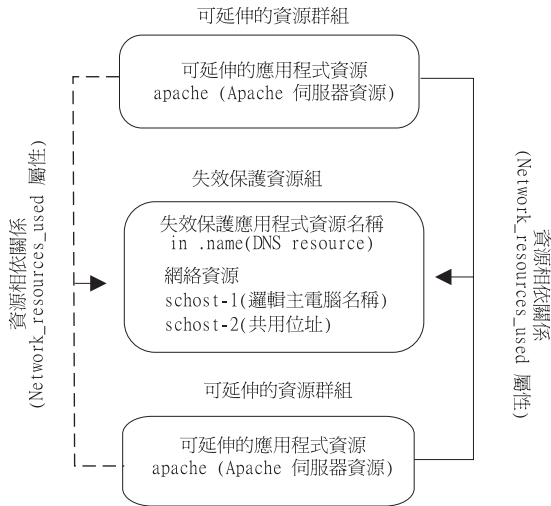 可延伸的資源群組
可延伸的應用程式資源
apache (Apache 伺服器資源)
失效保護資源組
失效保護應用程式資源名稱
in .name(DNS resource)
網絡資源
schost-1(邏輯主電腦名稱)
schost-2(共用位址)
可延伸的資源群組
可延伸的應用程式資源
apache (Apache 伺服器資源)
資源相依關係
(Network_resources_used 屬性)
資源相依關係
(Network_resources_used 屬性)